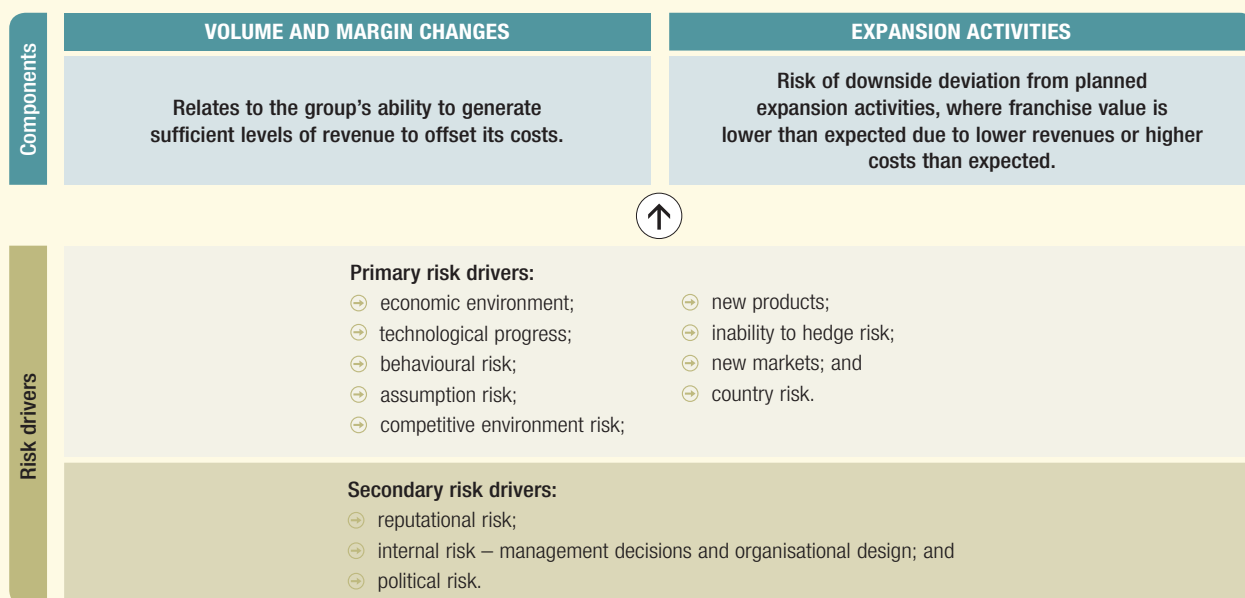 Components
VOLUME AND MARGIN CHANGES
Relates to the group's ability to generate
sufficient levels of revenue to offset its costs.
EXPANSION ACTIVITIES
Risk of downside deviation from planned
expansion activities, where franchise value is
lower than expected due to lower revenues or higher
costs than expected.
Risk drivers
Primary risk drivers:
economic environment;
technological progress;
behavioural risk;
assumption risk;
competitive environment risk;
new products;
inability to hedge risk;
new markets; and
country risk.
Secondary risk drivers:
reputational risk;
internal risk – management decisions and organisational design; and
political risk.